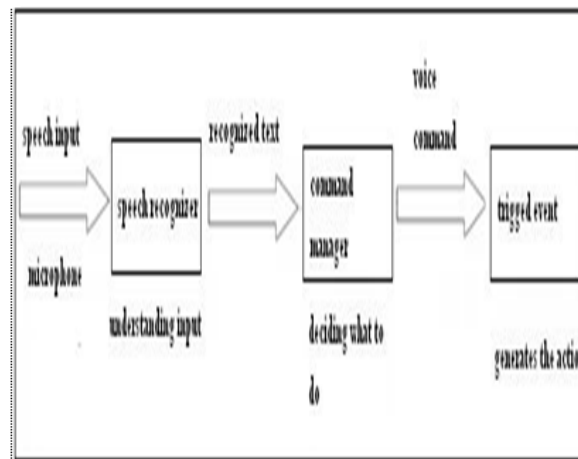 speech input
microphone
speech recognizer
understanding input
recognized text
command
manager
deciding what to
do
voice
command
trigged event
generates the actio